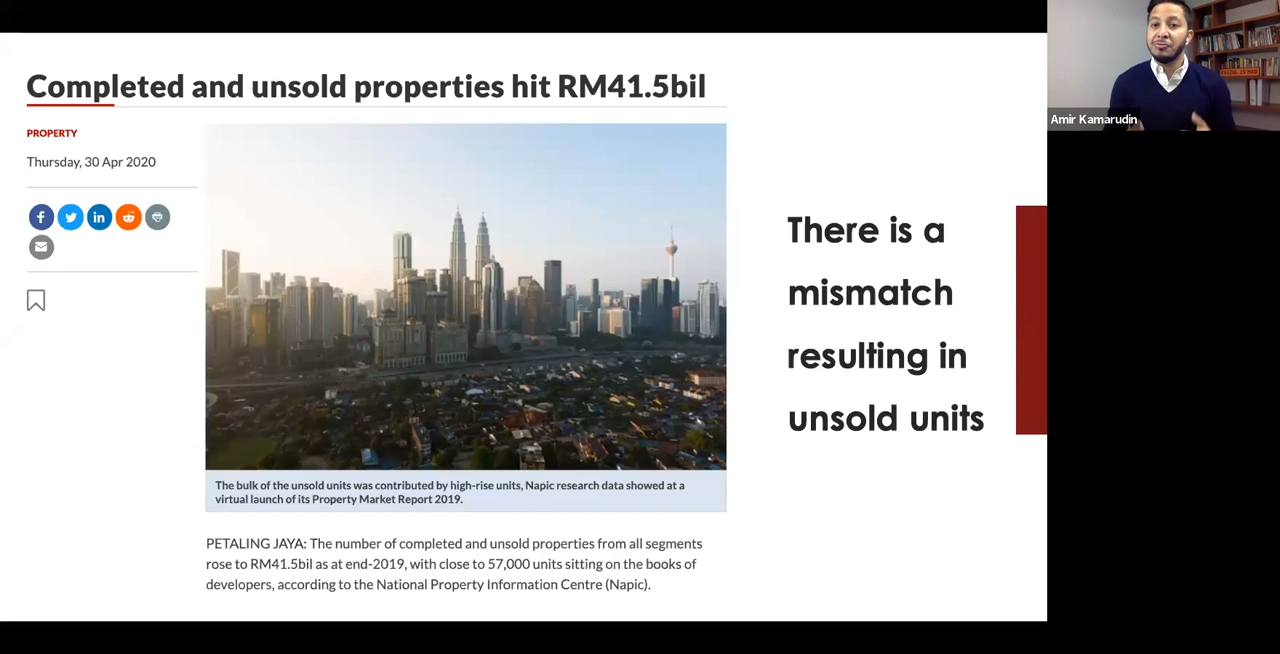 Completed and unsold properties hit RM41.5bil
PROPERTY
Thursday, 30 Apr 2020
The bulk of the unsold units was contributed by high-rise units, Napic research data showed at a
virtual launch of its Property Market Report 2019.
PETALING JAYA: The number of completed and unsold properties from all segments
rose to RM41.5bil as at end-2019, with close to 57,000 units sitting on the books of
developers, according to the National Property Information Centre (Napic).
There is a
mismatch
resulting in
unsold units
Amir Kamarudin